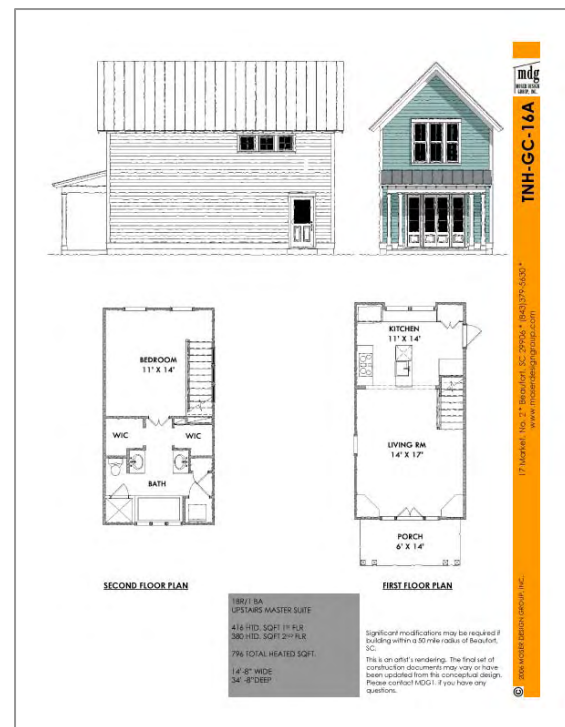 mdg
MOSER DESIGN
GROUP, INC.
TNH-GC-16A
17 Market, No. 2 * Beaufort, SC 29906 * (843)379-5630 *
www.moserdesigngroup.com
© 2006 MOSER DESIGN GROUP, INC.
BEDROOM
11' X 14'
WIC
WIC
BATH
KITCHEN
11' X 14'
LIVING RM
14' X 17'
PORCH
6' X 14'
SECOND FLOOR PLAN
FIRST FLOOR PLAN
1BR/1 BA
UPSTAIRS MASTER SUITE
416 HTD. SQFT 1ST FLR
380 HTD. SQFT 2ND FLR
796 TOTAL HEATED SQFT.
14'-8" WIDE
34'-8"DEEP
Significant modifications may be required if
building within a 50 mile radius of Beaufort,
SC.
This is an artist's rendering. The final set of
construction documents may vary or have
been updated from this conceptual design.
Please contact MDG1. if you have any
questions.